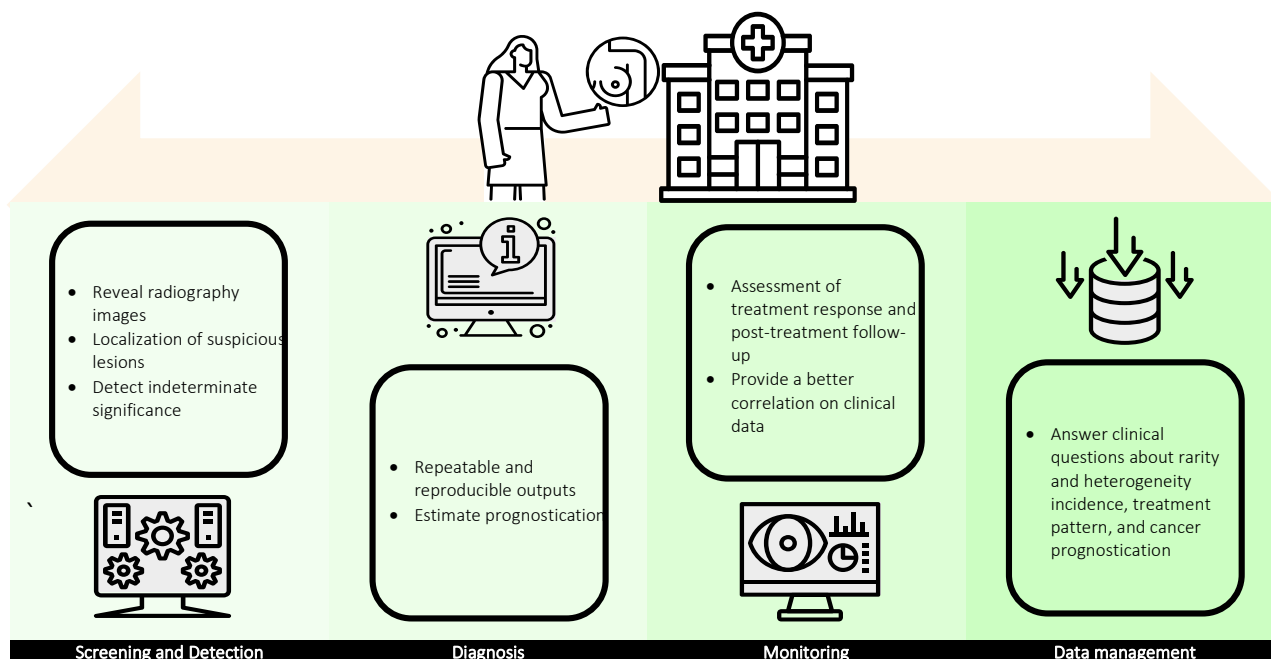 • Reveal radiography
images
• Localization of suspicious
lesions
• Detect indeterminate
significance
`
Screening and Detection
i
• Repeatable and
reproducible outputs
• Estimate prognostication
Diagnosis
• Assessment of
treatment response and
post-treatment follow-
up
• Provide a better
correlation on clinical
data
Monitoring
• Answer clinical
questions about rarity
and heterogeneity
incidence, treatment
pattern, and cancer
prognostication
Data management